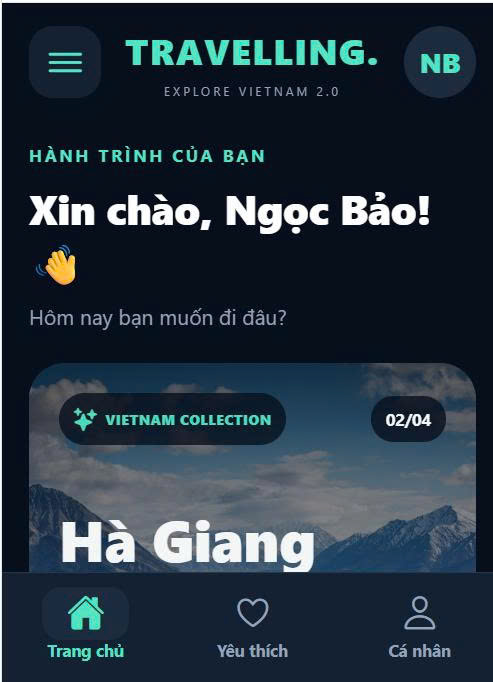 TRAVELLING.
NB
EXPLORE VIETNAM 2.0
HÀNH TRÌNH CỦA BẠN
Xin chào, Ngọc Bảo!
👋
Hôm nay bạn muốn đi đâu?
VIETNAM COLLECTION
02/04
Hà Giang
Trang chủ
Yêu thích
Cá nhân